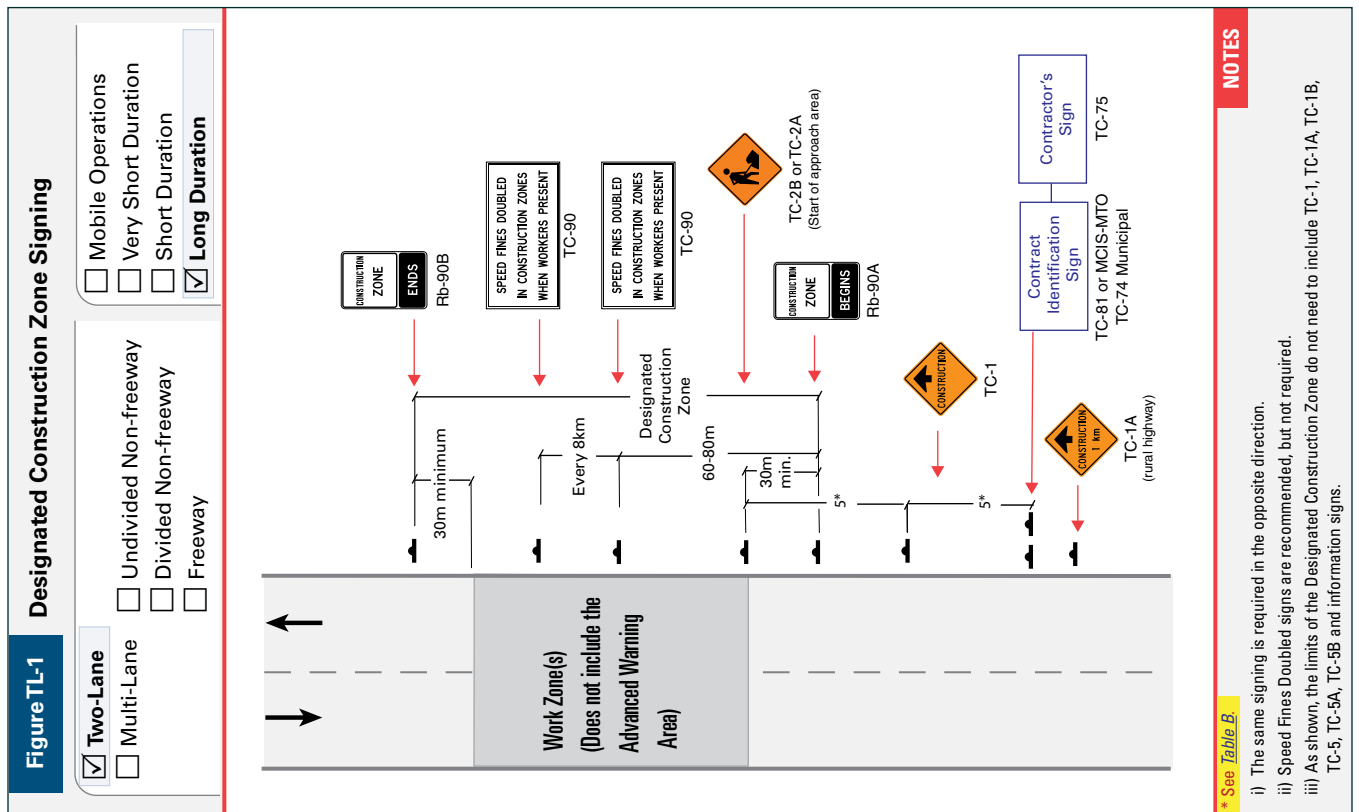 Figure TL-1
Designated Construction Zone Signing
Two-Lane
Multi-Lane
Undivided Non-freeway
Divided Non-freeway
Freeway
Mobile Operations
Very Short Duration
Short Duration
Long Duration
30m minimum
CONSTRUCTION
ZONE
ENDS
Rb-90B
Every 8km
SPEED FINES DOUBLED
IN CONSTRUCTION ZONES
WHEN WORKERS PRESENT
TC-90
Work Zone(s)
(Does not include the
Advanced Warning
Area)
60-80m
Designated
Construction
Zone
SPEED FINES DOUBLED
IN CONSTRUCTION ZONES
WHEN WORKERS PRESENT
TC-90
30m
min.
TC-2B or TC-2A
(Start of approach area)
CONSTRUCTION
ZONE
BEGINS
Rb-90A
5*
CONSTRUCTION
TC-1
5*
Contract
Identification
Sign
TC-81 or MCIS-MTO
TC-74 Municipal
Contractor's
Sign
TC-75
CONSTRUCTION
1 km
TC-1A
(rural highway)
* See Table B.
NOTES
i) The same signing is required in the opposite direction.
ii) Speed Fines Doubled signs are recommended, but not required.
iii) As shown, the limits of the Designated Construction Zone do not need to include TC-1, TC-1A, TC-1B,
TC-5, TC-5A, TC-5B and information signs.